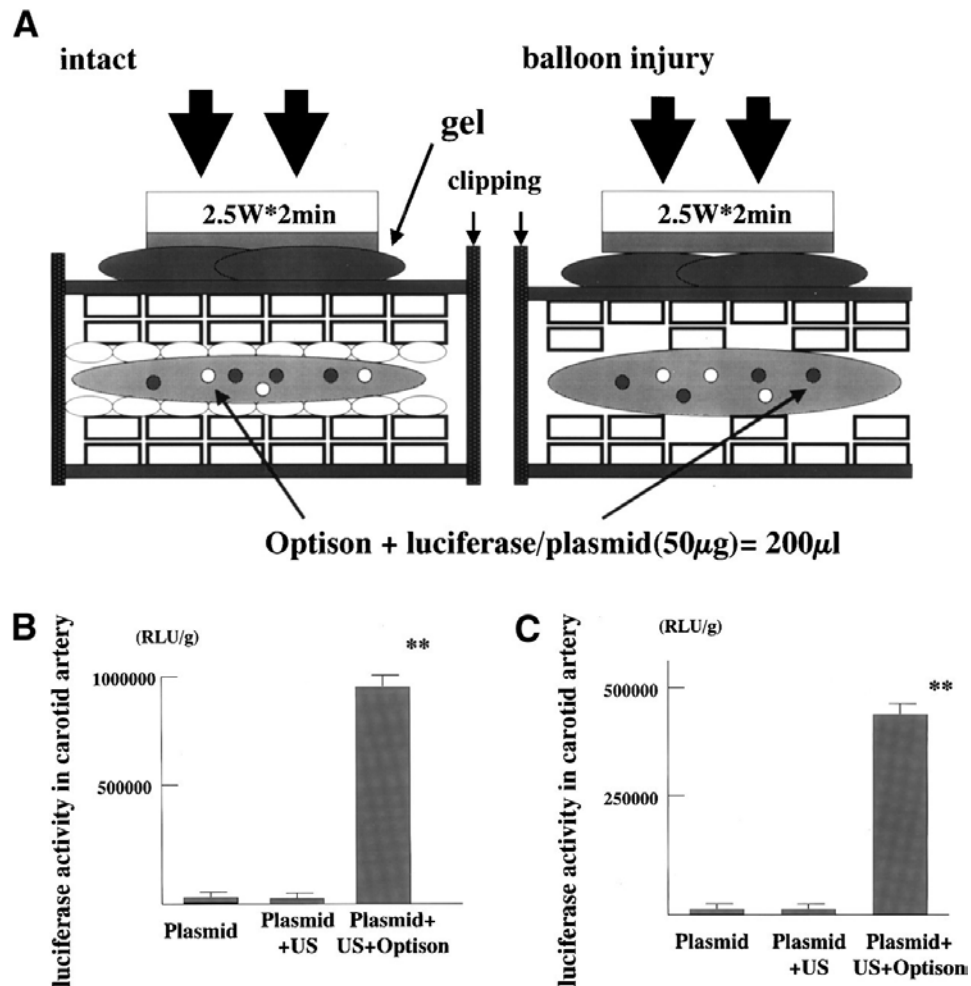 A
intact
balloon injury
gel
clipping
2.5W*2min
2.5W*2min
Optison + luciferase/plasmid(50μg)= 200μl
B
luciferase activity in carotid artery
(RLU/g)
**
1000000
500000
Plasmid
Plasmid
+US
Plasmid+
US+Optison
C
luciferase activity in carotid artery
(RLU/g)
**
500000
250000
Plasmid
Plasmid
+US
Plasmid+
US+Optison